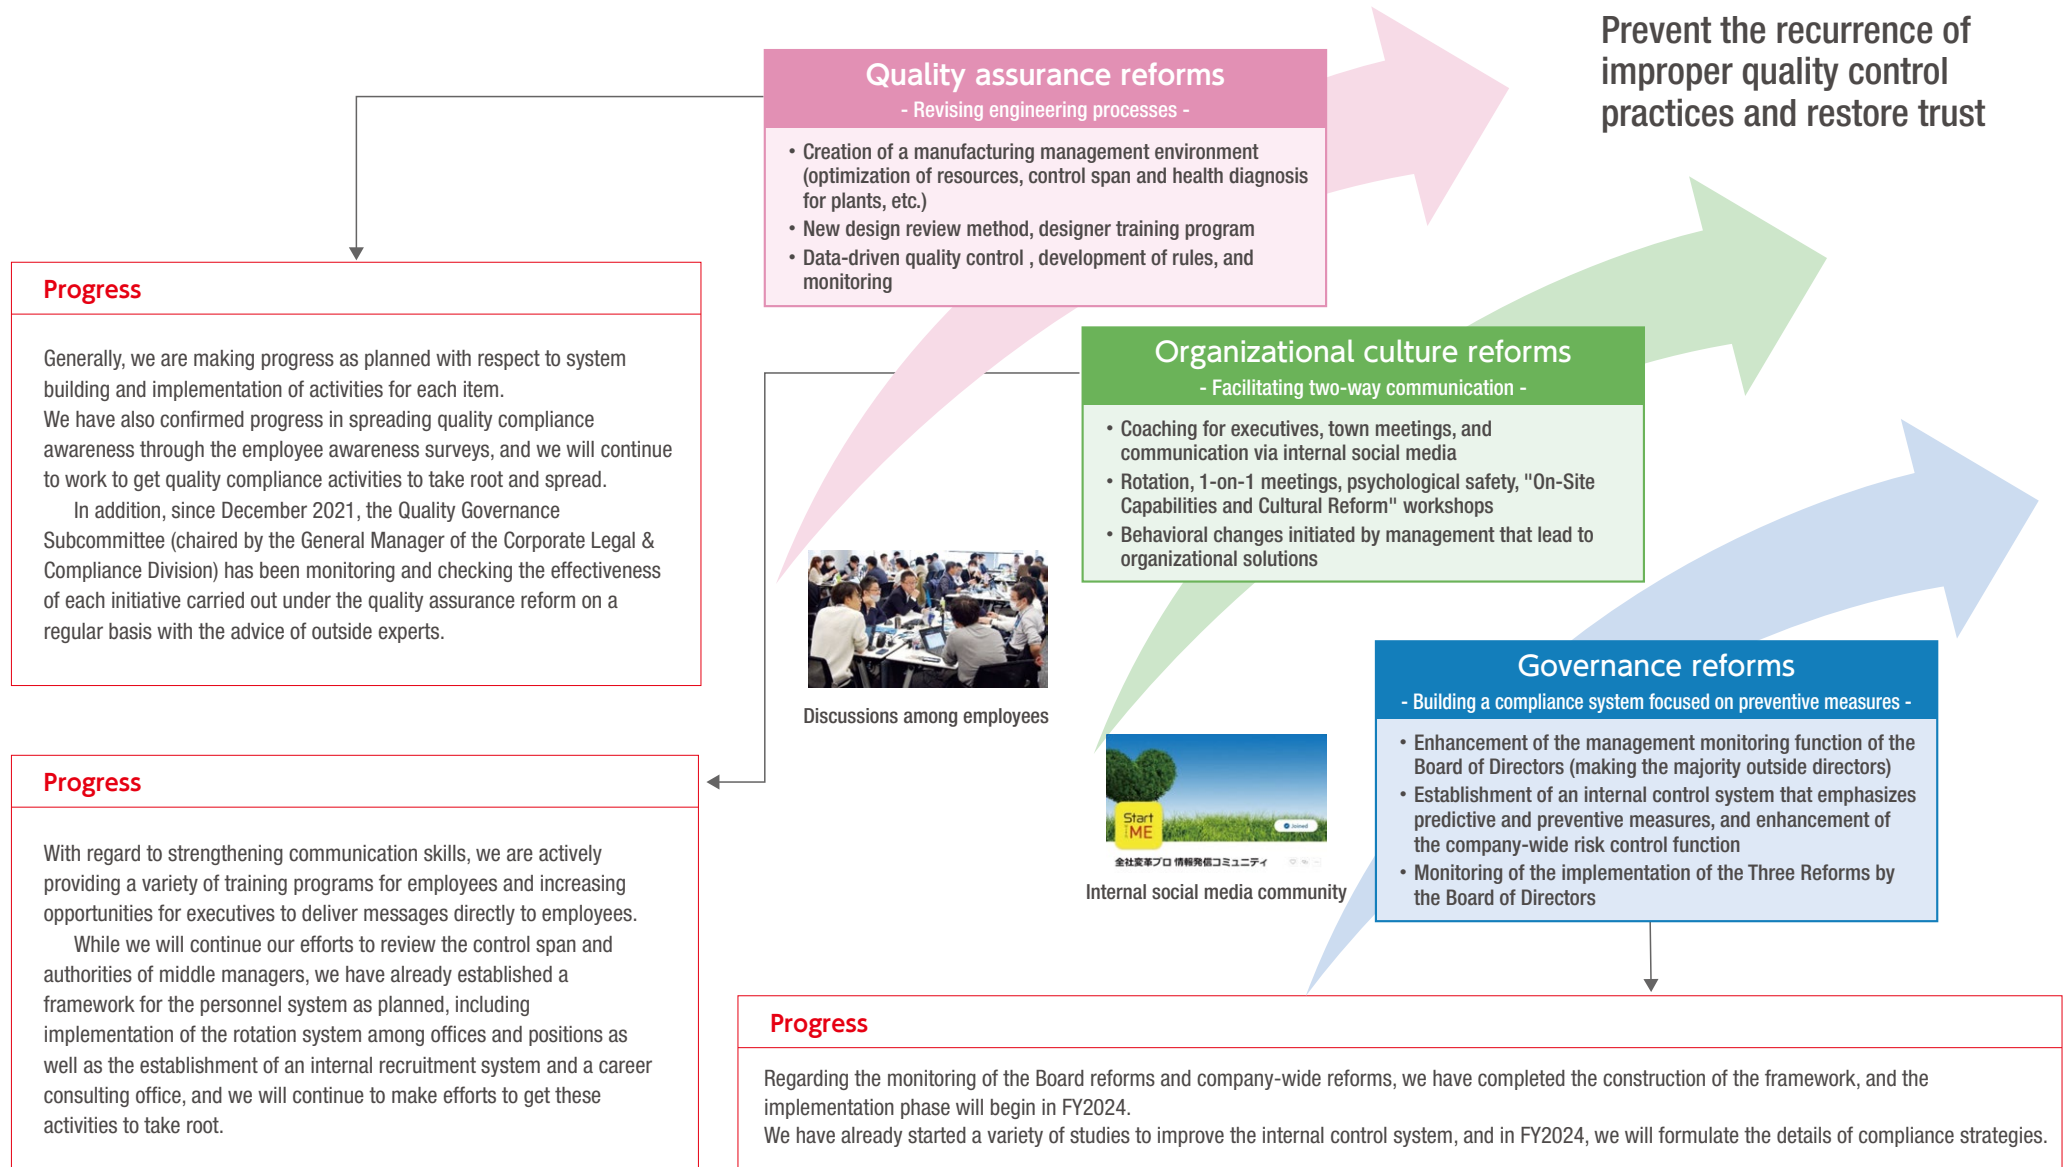 Prevent the recurrence of
improper quality control
practices and restore trust
Quality assurance reforms
- Revising engineering processes -
• Creation of a manufacturing management environment
(optimization of resources, control span and health diagnosis
for plants, etc.)
• New design review method, designer training program
• Data-driven quality control , development of rules, and
monitoring
Progress
Generally, we are making progress as planned with respect to system
building and implementation of activities for each item.
We have also confirmed progress in spreading quality compliance
awareness through the employee awareness surveys, and we will continue
to work to get quality compliance activities to take root and spread.
In addition, since December 2021, the Quality Governance
Subcommittee (chaired by the General Manager of the Corporate Legal &
Compliance Division) has been monitoring and checking the effectiveness
of each initiative carried out under the quality assurance reform on a
regular basis with the advice of outside experts.
Organizational culture reforms
- Facilitating two-way communication -
• Coaching for executives, town meetings, and
communication via internal social media
• Rotation, 1-on-1 meetings, psychological safety, "On-Site
Capabilities and Cultural Reform" workshops
• Behavioral changes initiated by management that lead to
organizational solutions
Discussions among employees
Start
ME
Joined
全社変革プロ 情報発信コミュニティ
Internal social media community
Progress
With regard to strengthening communication skills, we are actively
providing a variety of training programs for employees and increasing
opportunities for executives to deliver messages directly to employees.
While we will continue our efforts to review the control span and
authorities of middle managers, we have already established a
framework for the personnel system as planned, including
implementation of the rotation system among offices and positions as
well as the establishment of an internal recruitment system and a career
consulting office, and we will continue to make efforts to get these
activities to take root.
Governance reforms
- Building a compliance system focused on preventive measures -
• Enhancement of the management monitoring function of the
Board of Directors (making the majority outside directors)
• Establishment of an internal control system that emphasizes
predictive and preventive measures, and enhancement of
the company-wide risk control function
• Monitoring of the implementation of the Three Reforms by
the Board of Directors
Progress
Regarding the monitoring of the Board reforms and company-wide reforms, we have completed the construction of the framework, and the
implementation phase will begin in FY2024.
We have already started a variety of studies to improve the internal control system, and in FY2024, we will formulate the details of compliance strategies.